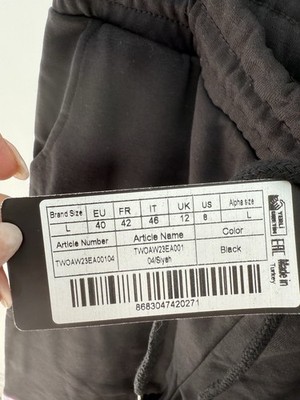 Brand Size EU FR IT UK US Alpha size
L 40 42 46 12 8 L
Article Number Article Name Color
TWOAW23EA00104 TWOAW23EA001 Black
04/Siyah
8683047420271
EAC
Made in
Turkey